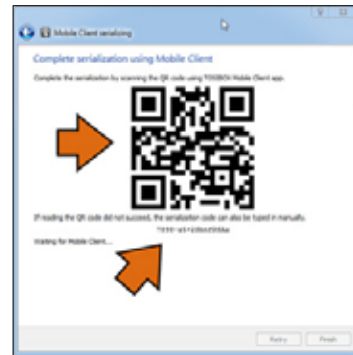 Mobile Client serializing
Complete serialization using Mobile Client
Complete the serialization by scanning the QR code using TOSIBOX Mobile Client app.
If reading the QR code did not succeed, the serialization code can also be typed in manually.
Waiting for Mobile Client...
Retry
Finish